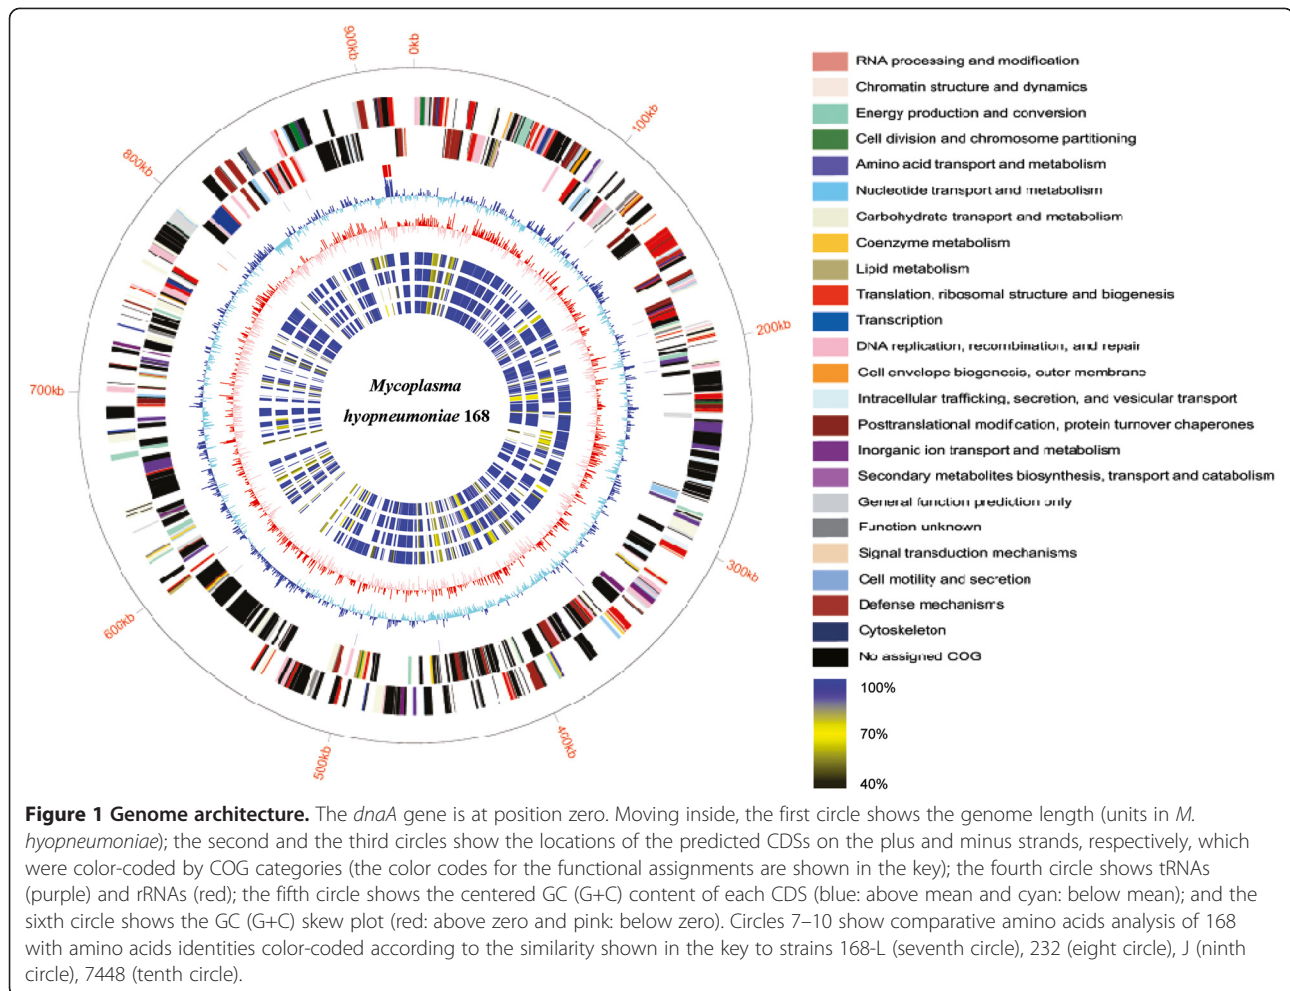 900kb
0kb
100kb
800kb
200kb
700kb
300kb
600kb
400kb
500kb
Mycoplasma
hyopneumoniae 168
RNA processing and modification
Chromatin structure and dynamics
Energy production and conversion
Cell division and chromosome partitioning
Amino acid transport and metabolism
Nucleotide transport and metabolism
Carbohydrate transport and metabolism
Coenzyme metabolism
Lipid metabolism
Translation, ribosomal structure and biogenesis
Transcription
DNA replication, recombination, and repair
Cell envelope biogenesis, outer membrane
Intracellular trafficking, secretion, and vesicular transport
Posttranslational modification, protein turnover chaperones
Inorganic ion transport and metabolism
Secondary metabolites biosynthesis, transport and catabolism
General function prediction only
Function unknown
Signal transduction mechanisms
Cell motility and secretion
Defense mechanisms
Cytoskeleton
No assigned COG
100%
70%
40%
Figure 1 Genome architecture. The dnaA gene is at position zero. Moving inside, the first circle shows the genome length (units in M.
hyopneumoniae); the second and the third circles show the locations of the predicted CDSs on the plus and minus strands, respectively, which
were color-coded by COG categories (the color codes for the functional assignments are shown in the key); the fourth circle shows tRNAs
(purple) and rRNAs (red); the fifth circle shows the centered GC (G+C) content of each CDS (blue: above mean and cyan: below mean); and the
sixth circle shows the GC (G+C) skew plot (red: above zero and pink: below zero). Circles 7–10 show comparative amino acids analysis of 168
with amino acids identities color-coded according to the similarity shown in the key to strains 168-L (seventh circle), 232 (eight circle), J (ninth
circle), 7448 (tenth circle).